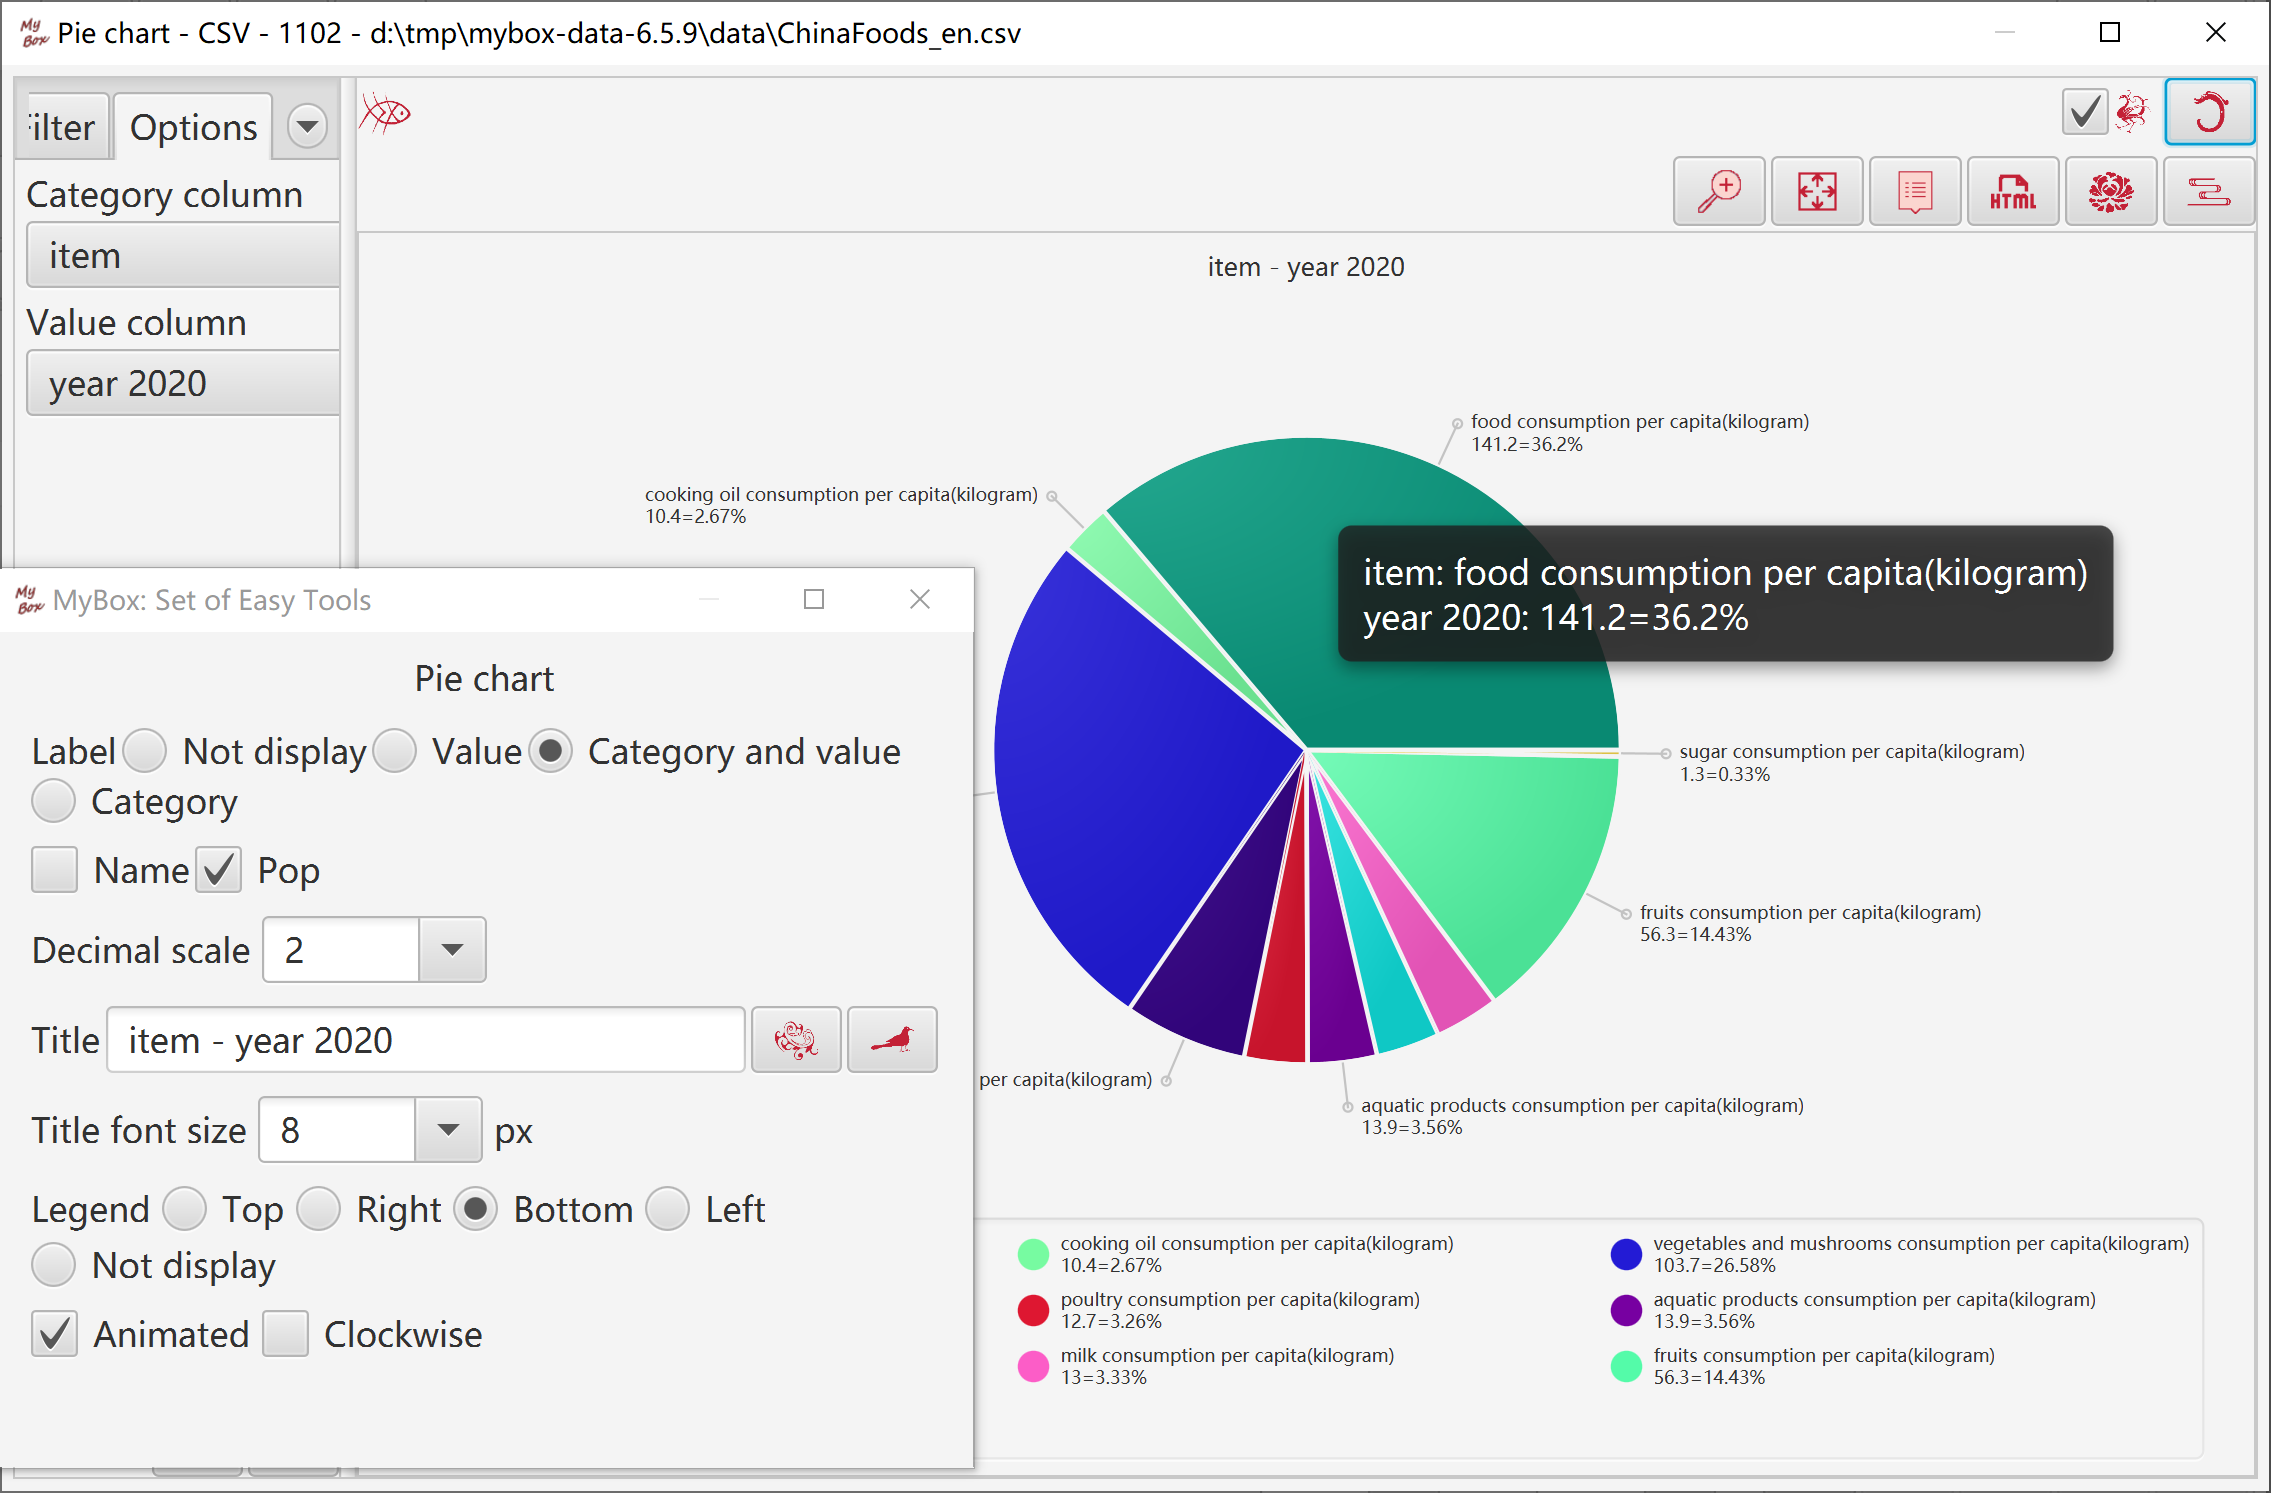 My Box Pie chart - CSV - 1102 - d:\tmp\mybox-data-6.5.9\data\ChinaFoods_en.csv
Options
Category column
item
Value column
year 2020
HTML
item - year 2020
food consumption per capita(kilogram)
141.2=36.2%
cooking oil consumption per capita(kilogram)
10.4=2.67%
item: food consumption per capita(kilogram)
year 2020: 141.2=36.2%
sugar consumption per capita(kilogram)
1.3=0.33%
fruits consumption per capita(kilogram)
56.3=14.43%
per capita(kilogram)
aquatic products consumption per capita(kilogram)
13.9=3.56%
cooking oil consumption per capita(kilogram)
10.4=2.67%
vegetables and mushrooms consumption per capita(kilogram)
103.7=26.58%
poultry consumption per capita(kilogram)
12.7=3.26%
aquatic products consumption per capita(kilogram)
13.9=3.56%
milk consumption per capita(kilogram)
13=3.33%
fruits consumption per capita(kilogram)
56.3=14.43%
My Box MyBox: Set of Easy Tools
Pie chart
Label Not display Value Category and value
Category
Name Pop
Decimal scale 2
Title item - year 2020
Title font size 8 px
Legend Top Right Bottom Left
Not display
Animated Clockwise